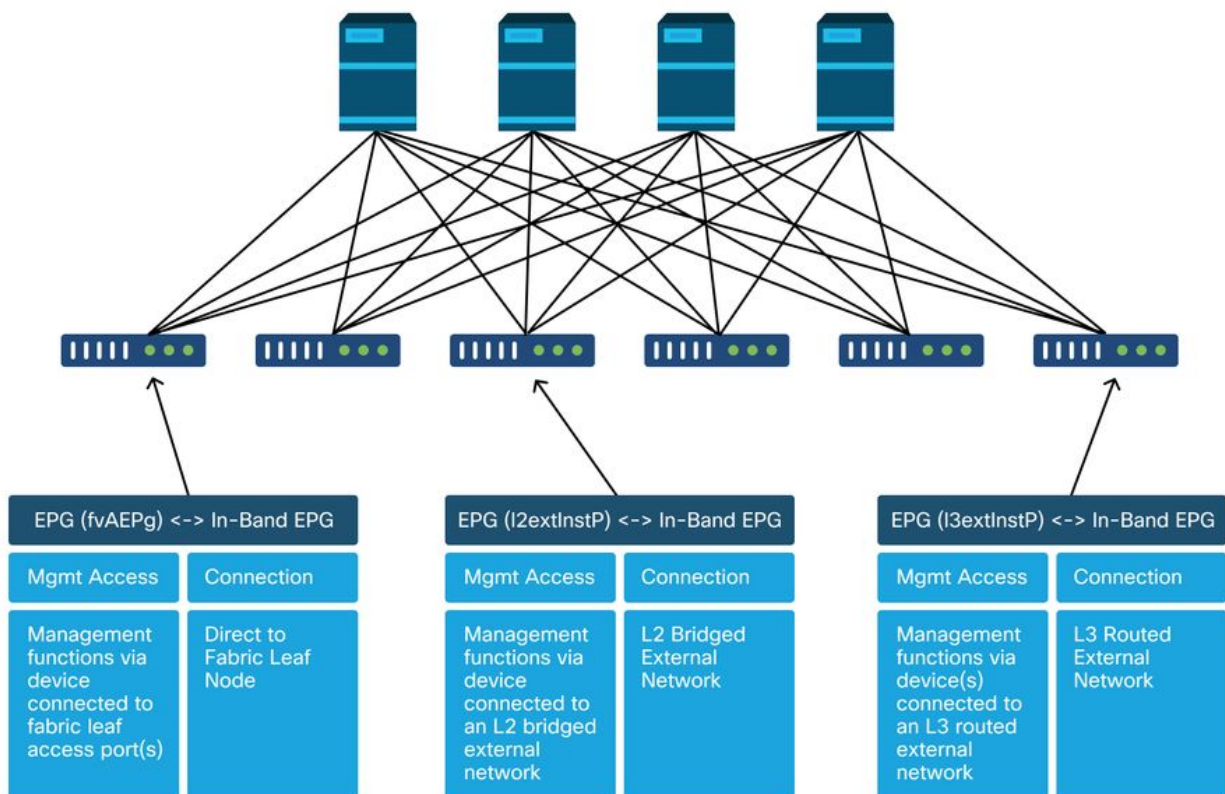 EPG (fvAEPg) <-> In-Band EPG
Mgmt Access
Connection
Management
functions via
device
connected to
fabric leaf
access port(s)
Direct to
Fabric Leaf
Node
EPG (l2extInstP) <-> In-Band EPG
Mgmt Access
Connection
Management
functions via
device
connected to
an L2 bridged
external
network
L2 Bridged
External
Network
EPG (l3extInstP) <-> In-Band EPG
Mgmt Access
Connection
Management
functions via
device(s)
connected to
an L3 routed
external
network
L3 Routed
External
Network